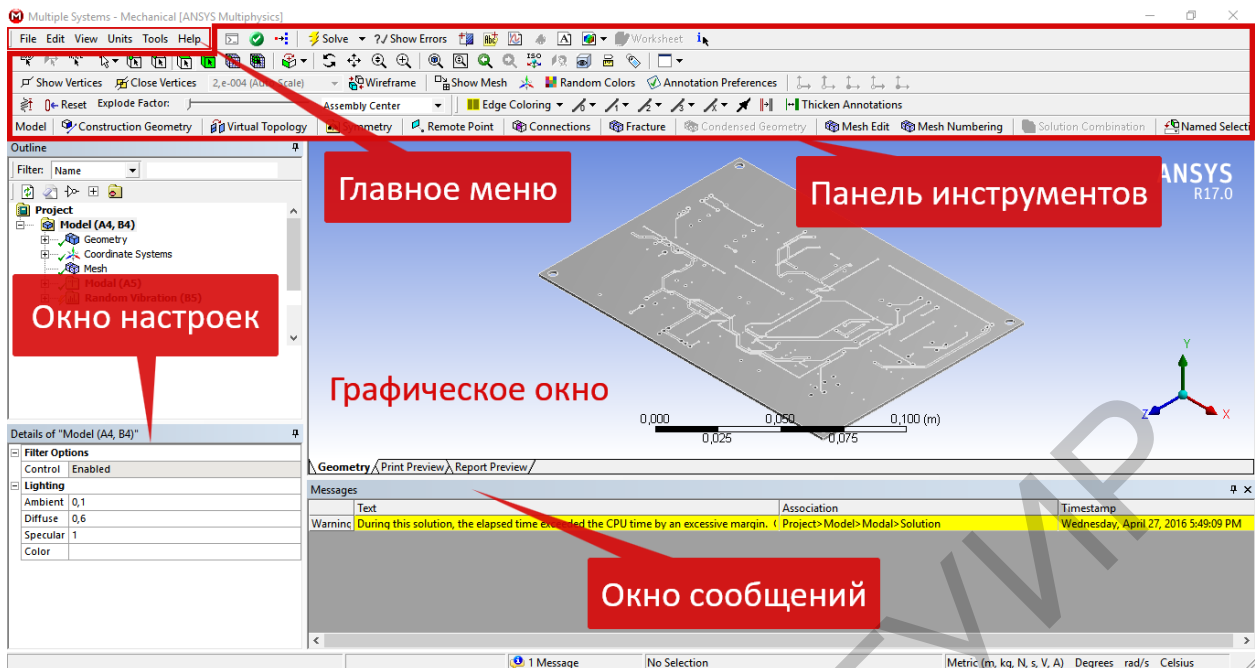 Multiple Systems - Mechanical [ANSYS Multiphysics]
File Edit View Units Tools Help
Solve ?✓ Show Errors Worksheet
Show Vertices Close Vertices 2,e-004 (Auto Scale) Wireframe Show Mesh Random Colors Annotation Preferences
Reset Explode Factor: Assembly Center Edge Coloring Thicken Annotations
Model Construction Geometry Virtual Topology Symmetry Remote Point Connections Fracture Condensed Geometry Mesh Edit Mesh Numbering Solution Combination Named Selecti
Outline
Filter: Name
Project
Model (A4, B4)
Geometry
Coordinate Systems
Mesh
Modal (A5)
Random Vibration (B5)
Главное меню
Панель инструментов
ANSYS
R17.0
Окно настроек
Графическое окно
0,000 0,050 0,100 (m)
0,025 0,075
Y
Z X
Details of "Model (A4, B4)"
Filter Options
Control Enabled
Lighting
Ambient 0,1
Diffuse 0,6
Specular 1
Color
Geometry Print Preview Report Preview
Messages
Text Association Timestamp
Warning During this solution, the elapsed time exceeded the CPU time by an excessive margin. ( Project>Model>Modal>Solution Wednesday, April 27, 2016 5:49:09 PM
Окно сообщений
1 Message No Selection Metric (m, kg, N, s, V, A) Degrees rad/s Celsius